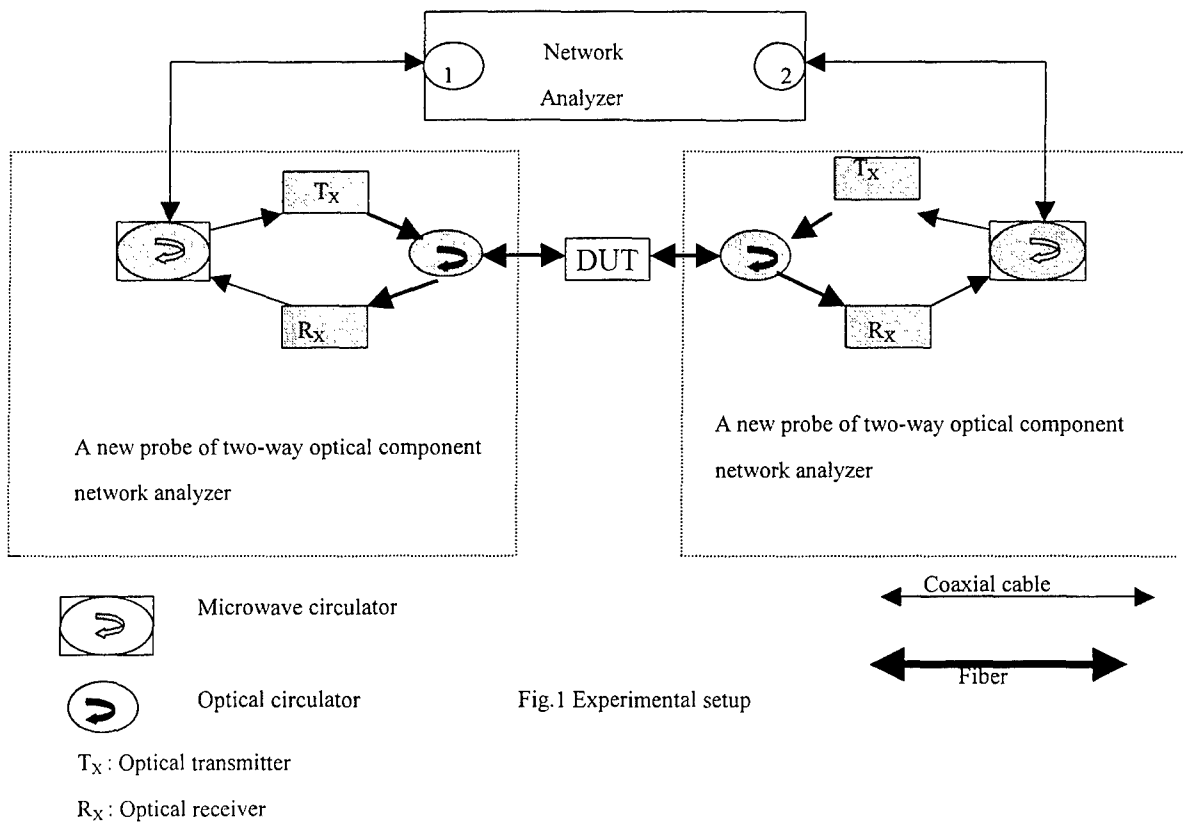 Network
Analyzer
1
2
TX
TX
DUT
RX
RX
A new probe of two-way optical component
network analyzer
A new probe of two-way optical component
network analyzer
Microwave circulator
Coaxial cable
Fiber
Optical circulator
Fig.1 Experimental setup
TX : Optical transmitter
RX : Optical receiver